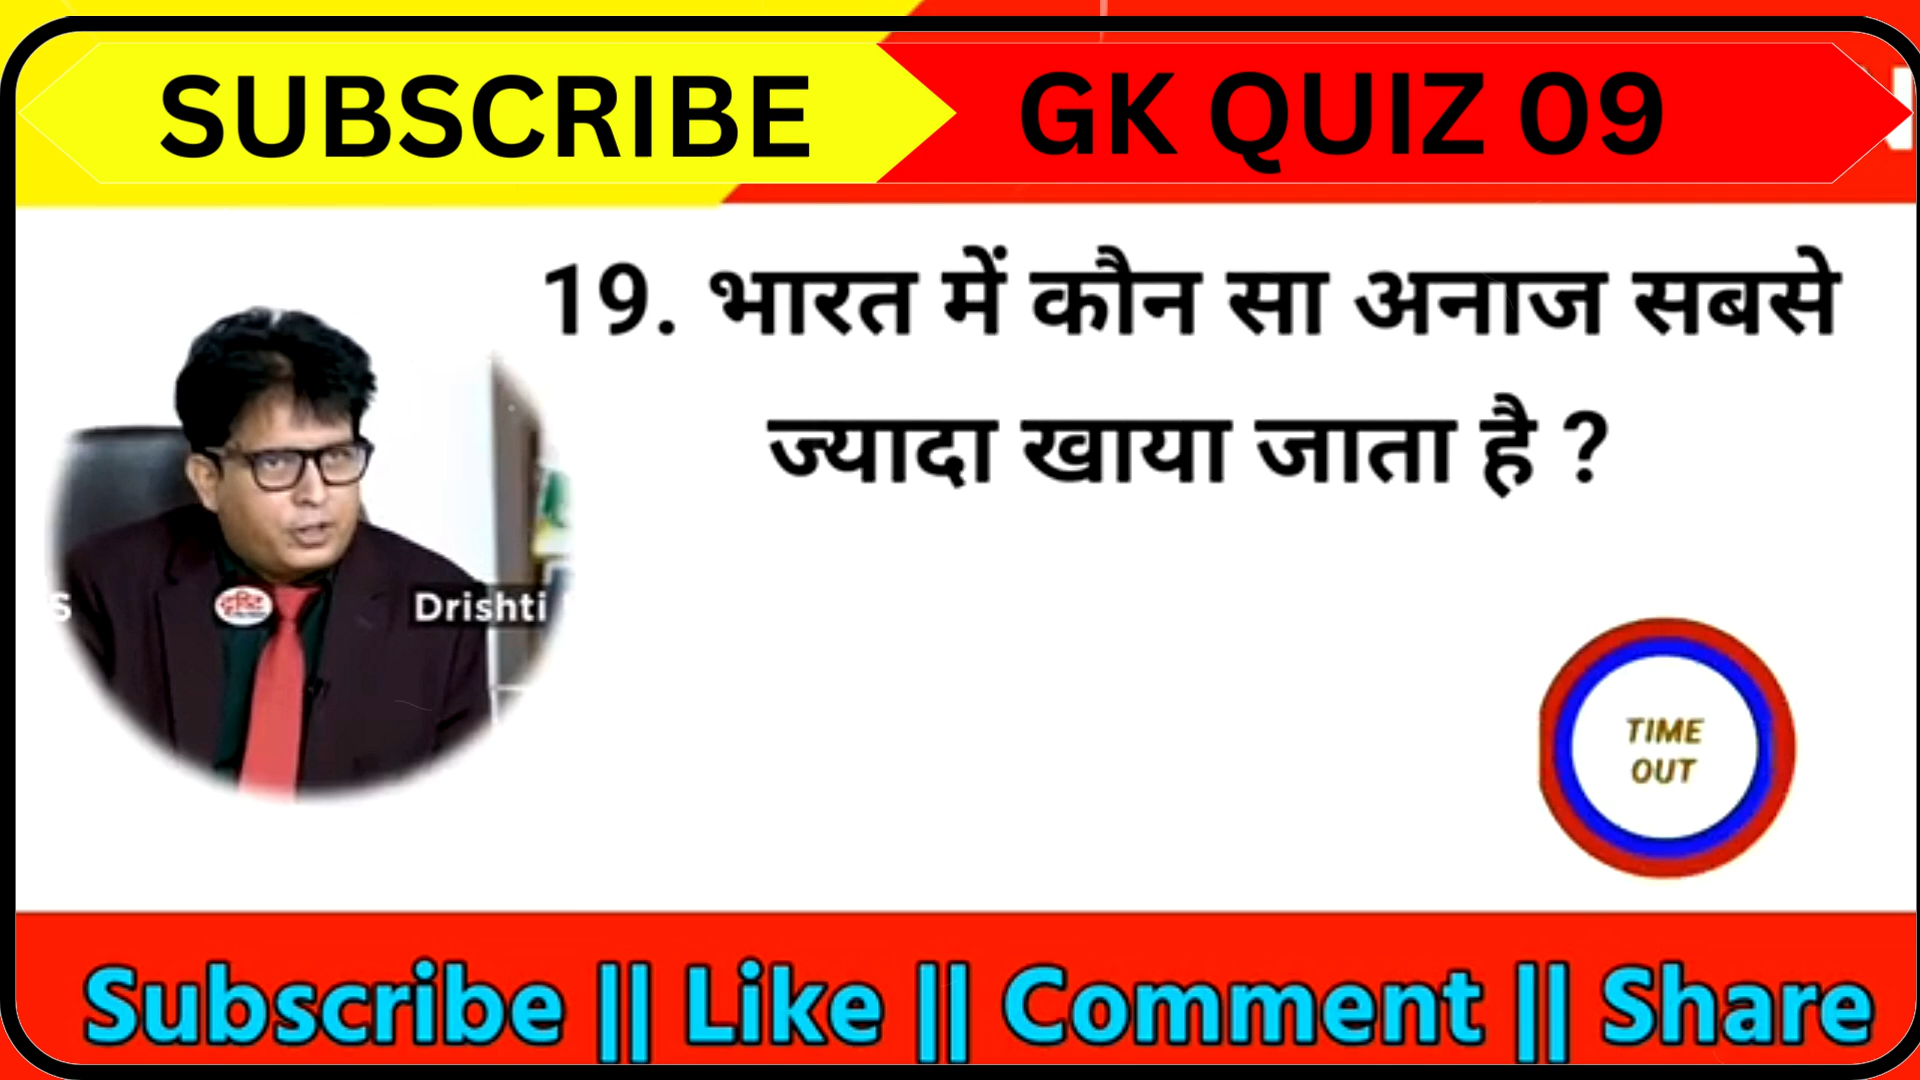 SUBSCRIBE GK QUIZ 09
19. भारत में कौन सा अनाज सबसे
ज्यादा खाया जाता है ?
S
Drishti
TIME
OUT
Subscribe || Like || Comment || Share